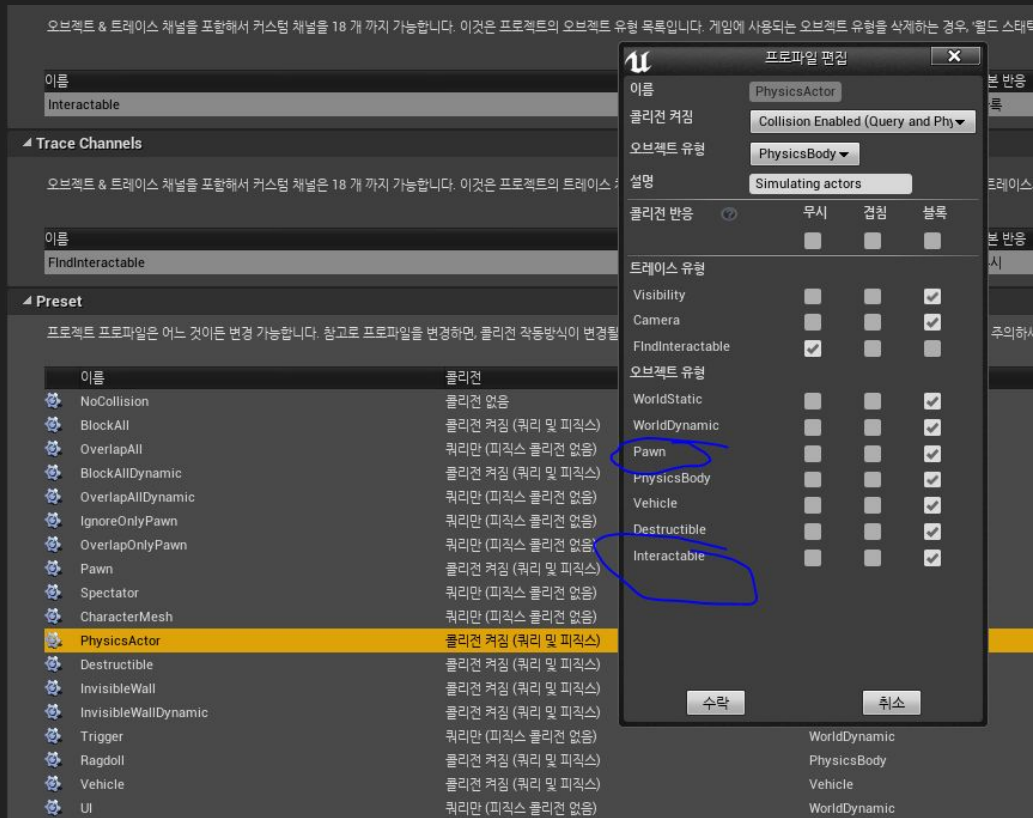 오브젝트 & 트레이스 채널을 포함해서 커스텀 채널을 18 개 까지 가능합니다. 이것은 프로젝트의 오브젝트 유형 목록입니다. 게임에 사용되는 오브젝트 유형을 삭제하는 경우, '월드 스태틱
이름
본 반응
Interactable
록
Trace Channels
오브젝트 & 트레이스 채널을 포함해서 커스텀 채널은 18 개 까지 가능합니다. 이것은 프로젝트의 트레이스
트레이스
이름
본 반응
FIndInteractable
시
Preset
프로젝트 프로파일은 어느 것이든 변경 가능합니다. 참고로 프로파일을 변경하면, 콜리전 작동방식이 변경될
주의하세
이름 콜리전
NoCollision 콜리전 없음
BlockAll 콜리전 켜짐 (쿼리 및 피직스)
OverlapAll 쿼리만 (피직스 콜리전 없음)
BlockAllDynamic 콜리전 켜짐 (쿼리 및 피직스)
OverlapAllDynamic 쿼리만 (피직스 콜리전 없음)
IgnoreOnlyPawn 쿼리만 (피직스 콜리전 없음)
OverlapOnlyPawn 쿼리만 (피직스 콜리전 없음)
Pawn 콜리전 켜짐 (쿼리 및 피직스)
Spectator 쿼리만 (피직스 콜리전 없음)
CharacterMesh 쿼리만 (피직스 콜리전 없음)
PhysicsActor 콜리전 켜짐 (쿼리 및 피직스)
Destructible 콜리전 켜짐 (쿼리 및 피직스)
InvisibleWall 콜리전 켜짐 (쿼리 및 피직스)
InvisibleWallDynamic 콜리전 켜짐 (쿼리 및 피직스)
Trigger 쿼리만 (피직스 콜리전 없음) WorldDynamic
Ragdoll 콜리전 켜짐 (쿼리 및 피직스) PhysicsBody
Vehicle 콜리전 켜짐 (쿼리 및 피직스) Vehicle
UI 쿼리만 (피직스 콜리전 없음) WorldDynamic
프로파일 편집
이름 PhysicsActor
콜리전 켜짐 Collision Enabled (Query and Phy
오브젝트 유형 PhysicsBody
설명 Simulating actors
콜리전 반응 ? 무시 겹침 블록
트레이스 유형
Visibility
Camera
FIndInteractable
오브젝트 유형
WorldStatic
WorldDynamic
Pawn
PhysicsBody
Vehicle
Destructible
Interactable
수락 취소